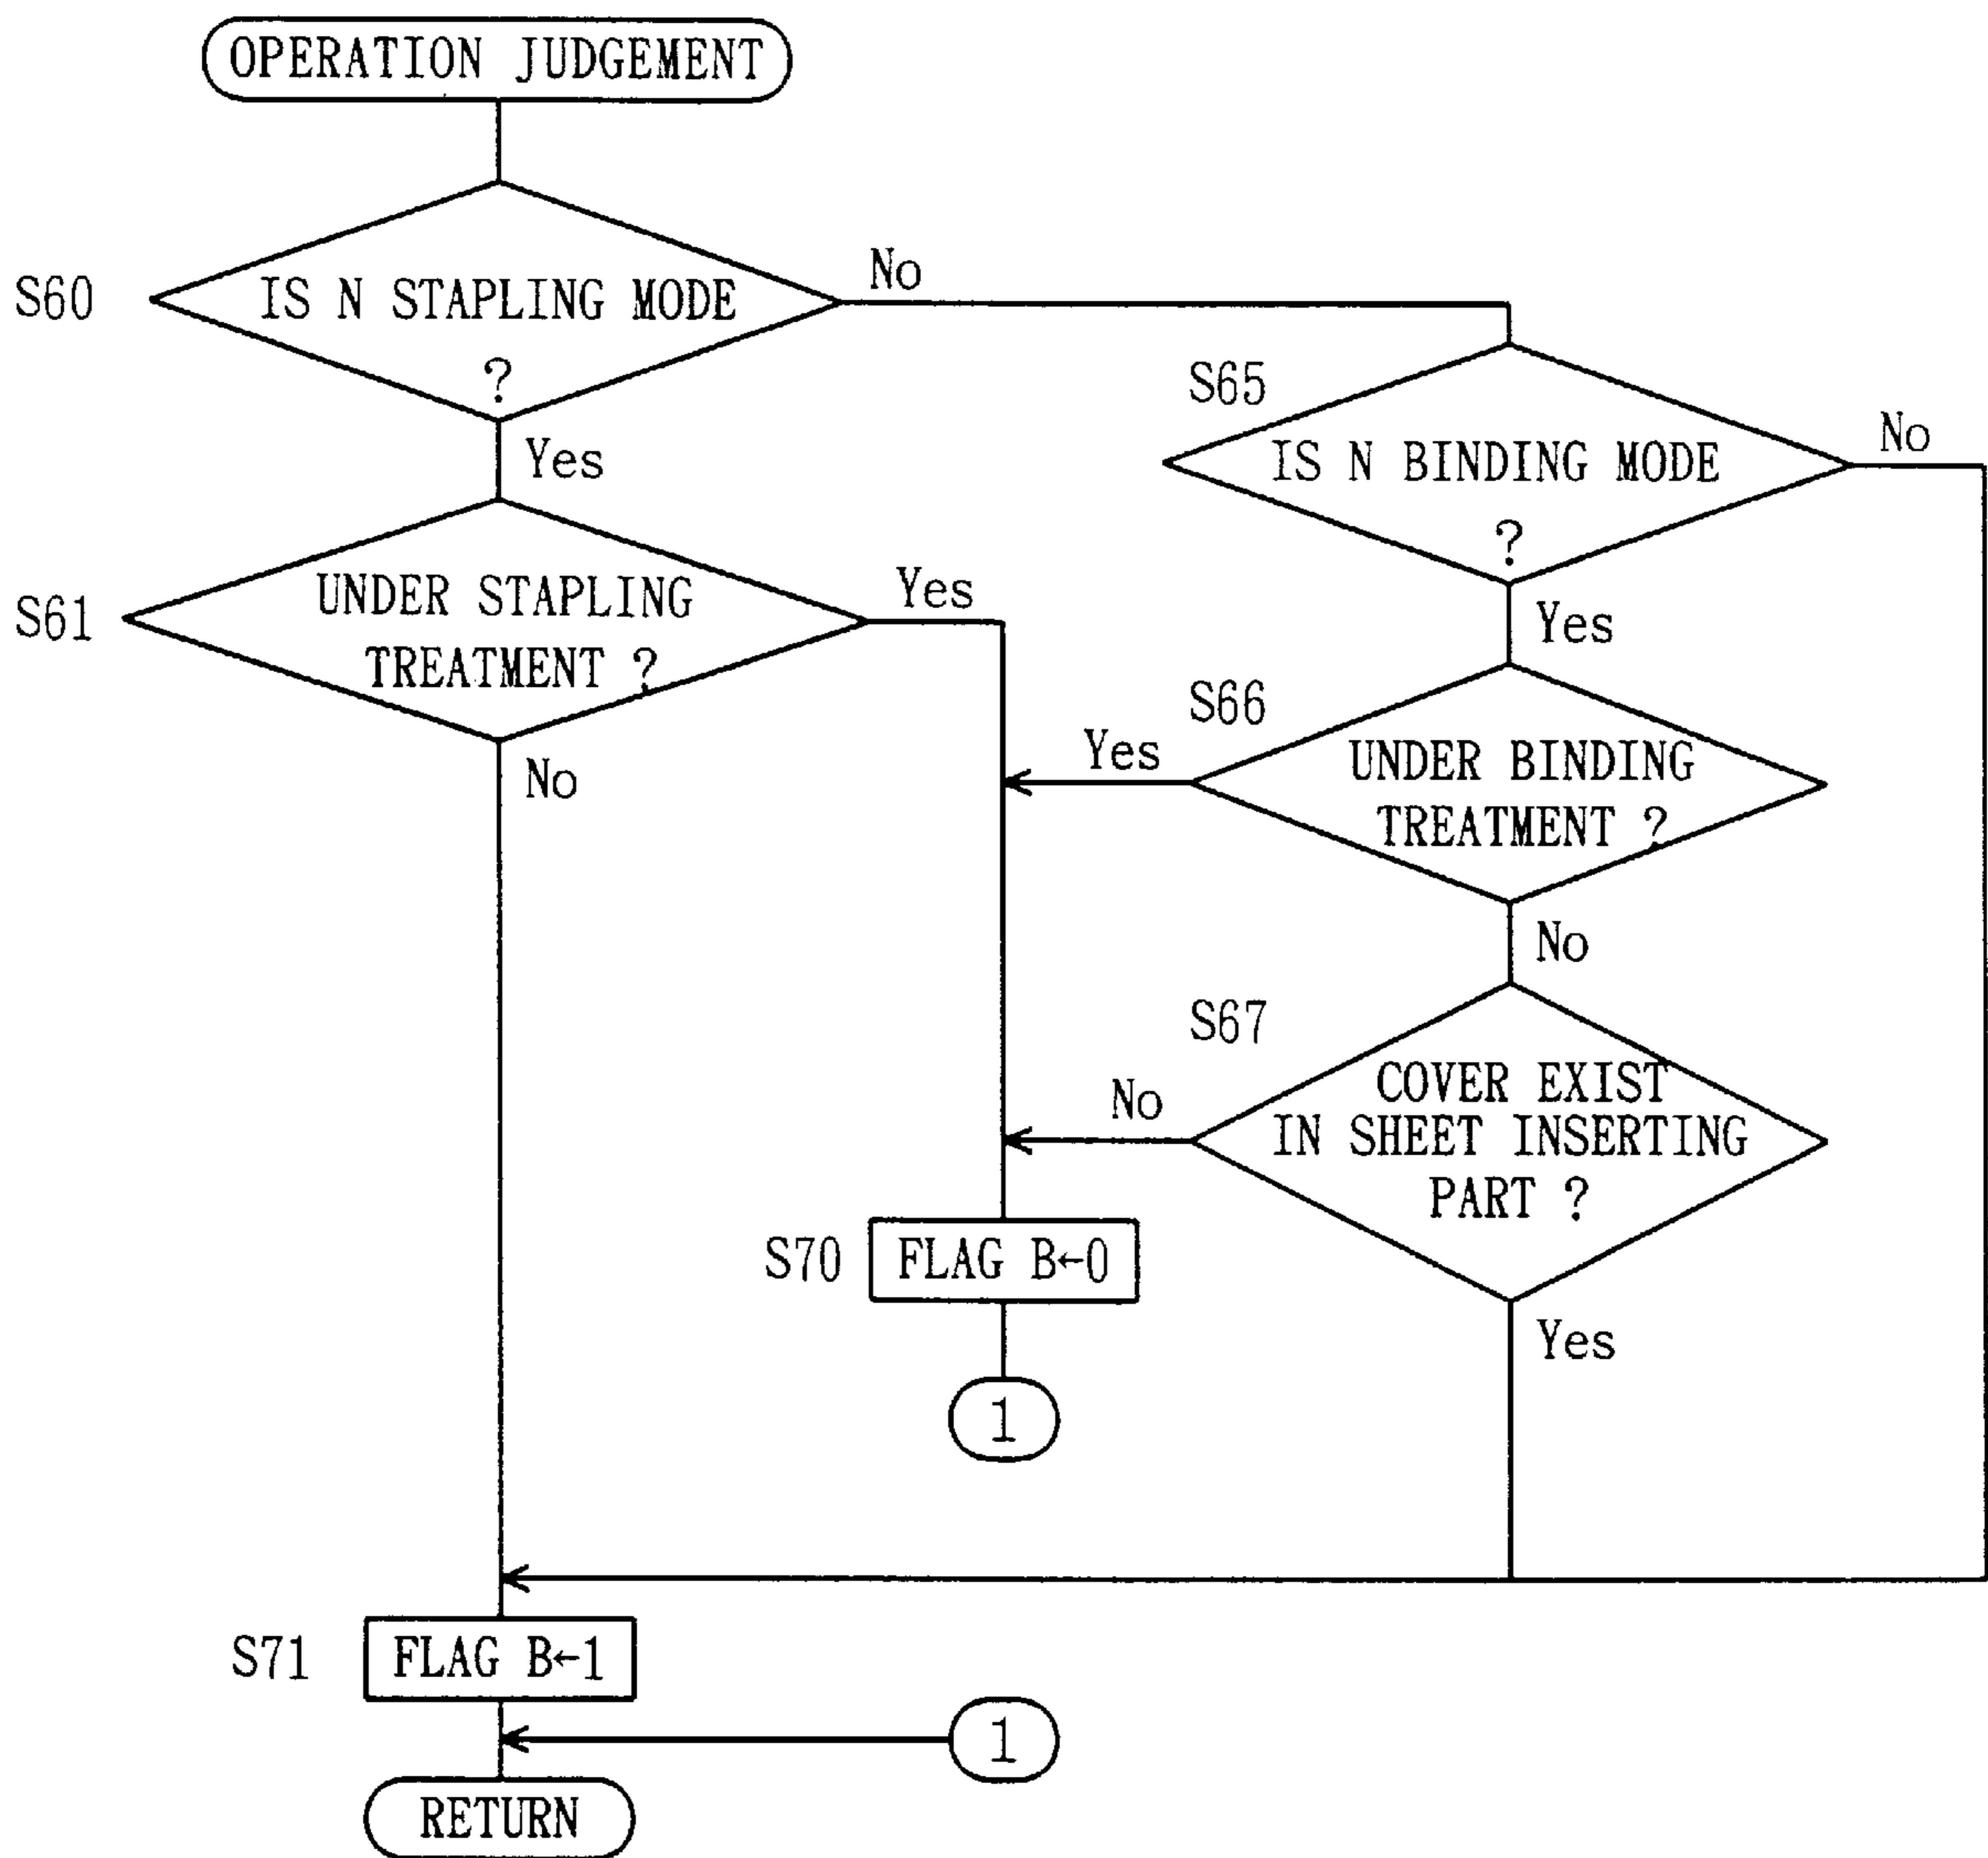 OPERATION JUDGEMENT
S60
IS N STAPLING MODE
?
No
Yes
S65
IS N BINDING MODE
?
No
Yes
S61
UNDER STAPLING
TREATMENT ?
Yes
No
S66
UNDER BINDING
TREATMENT ?
Yes
No
S67
COVER EXIST
IN SHEET INSERTING
PART ?
No
Yes
S70
FLAG B←0
1
S71
FLAG B←1
1
RETURN